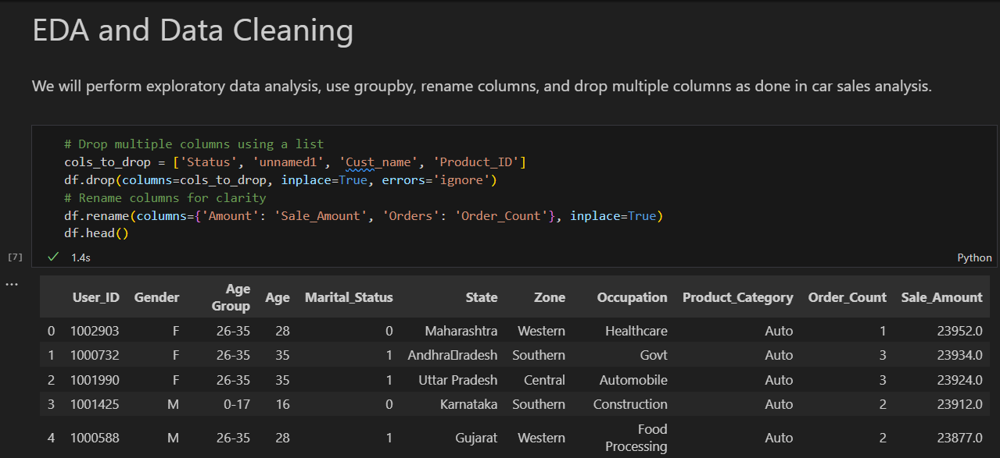 EDA and Data Cleaning
We will perform exploratory data analysis, use groupby, rename columns, and drop multiple columns as done in car sales analysis.
# Drop multiple columns using a list
cols_to_drop = ['Status', 'unnamed1', 'Cust_name', 'Product_ID']
df.drop(columns=cols_to_drop, inplace=True, errors='ignore')
# Rename columns for clarity
df.rename(columns={'Amount': 'Sale_Amount', 'Orders': 'Order_Count'}, inplace=True)
df.head()
[7] ✓ 1.4s Python
...
User_ID Gender Age Group Age Marital_Status State Zone Occupation Product_Category Order_Count Sale_Amount
0 1002903 F 26-35 28 0 Maharashtra Western Healthcare Auto 1 23952.0
1 1000732 F 26-35 35 1 Andhra□radesh Southern Govt Auto 3 23934.0
2 1001990 F 26-35 35 1 Uttar Pradesh Central Automobile Auto 3 23924.0
3 1001425 M 0-17 16 0 Karnataka Southern Construction Auto 2 23912.0
4 1000588 M 26-35 28 1 Gujarat Western Food Processing Auto 2 23877.0